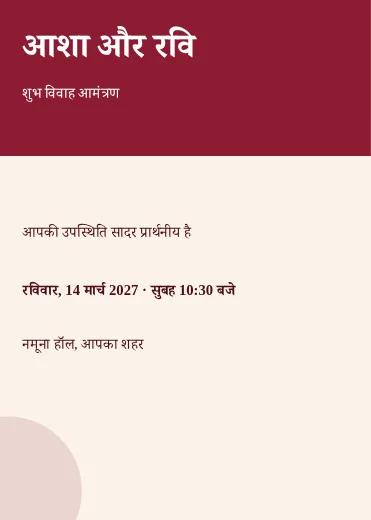 आशा और रवि
शुभ विवाह आमंत्रण
आपकी उपस्थिति सादर प्रार्थनीय है
रविवार, 14 मार्च 2027 · सुबह 10:30 बजे
नमूना हॉल, आपका शहर